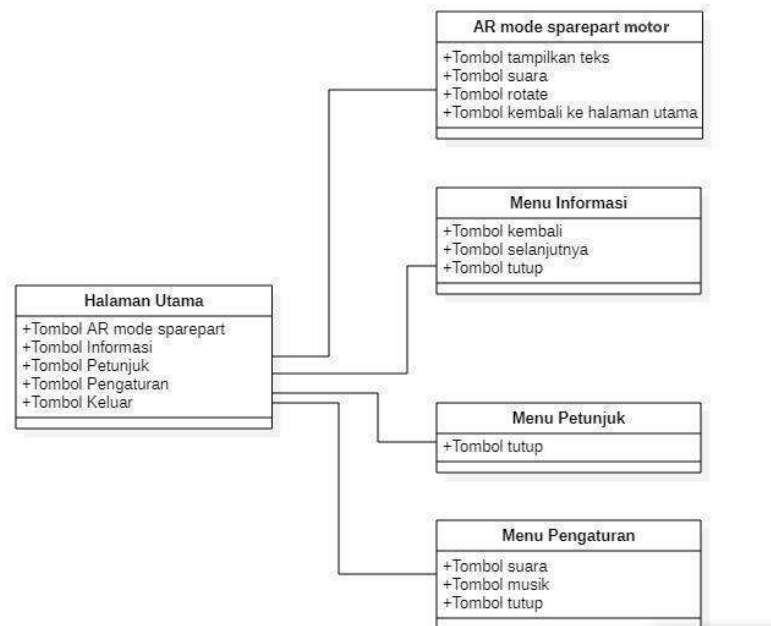 AR mode sparepart motor
+Tombol tampilkan teks
+Tombol suara
+Tombol rotate
+Tombol kembali ke halaman utama
Menu Informasi
+Tombol kembali
+Tombol selanjutnya
+Tombol tutup
Halaman Utama
+Tombol AR mode sparepart
+Tombol Informasi
+Tombol Petunjuk
+Tombol Pengaturan
+Tombol Keluar
Menu Petunjuk
+Tombol tutup
Menu Pengaturan
+Tombol suara
+Tombol musik
+Tombol tutup